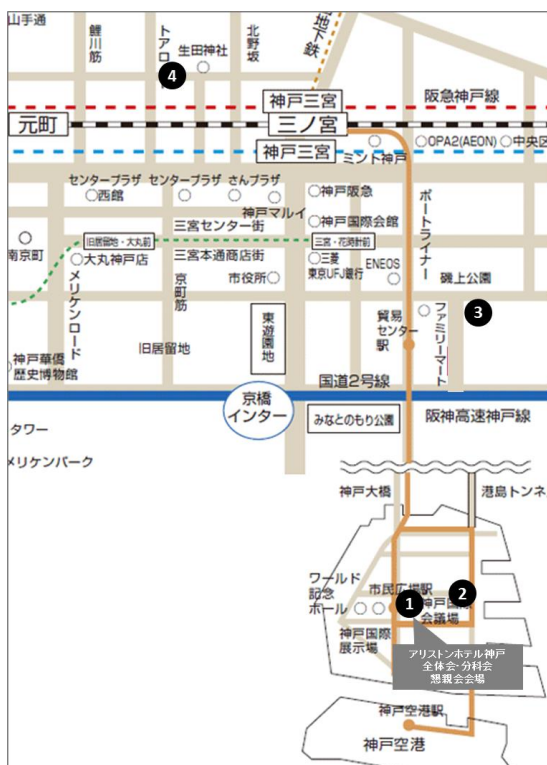 山手通
鯉川筋
トアロ
生田神社
北野坂
地下鉄
4
神戸三宮
阪急神戸線
元町
三ノ宮
神戸三宮
ミント神戸
OPA2(AEON)
中央区
センタープラザ
西館
センタープラザ
さんプラザ
神戸マルイ
神戸阪急
神戸国際会館
ポートライナー
三宮センター街
旧居留地・大丸前
三宮・花時計前
南京町
大丸神戸店
三宮本通商店街
三菱
東京UFJ銀行
ENEOS
磯上公園
メリケンロード
京町筋
市役所
旧居留地
東遊園地
貿易
センター
駅
ファミリーマート
3
神戸華僑
歴史博物館
国道2号線
京橋
インター
みなとのもり公園
阪神高速神戸線
タワー
メリケンパーク
神戸大橋
港島トンネ
ワールド
記念
ホール
市民広場駅
1
2
神戸国際
会議場
神戸国際
展示場
アリストンホテル神戸
全体会・分科会
懇親会会場
神戸空港駅
神戸空港